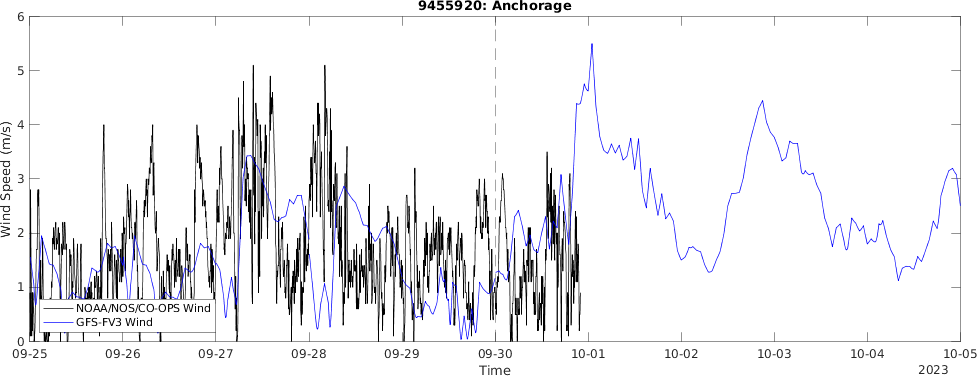 9455920: Anchorage
6
5
4
3
2
1
0
Wind Speed (m/s)
NOAA/NOS/CO-OPS Wind
GFS-FV3 Wind
09-25 09-26 09-27 09-28 09-29 09-30 10-01 10-02 10-03 10-04 10-05
Time
2023